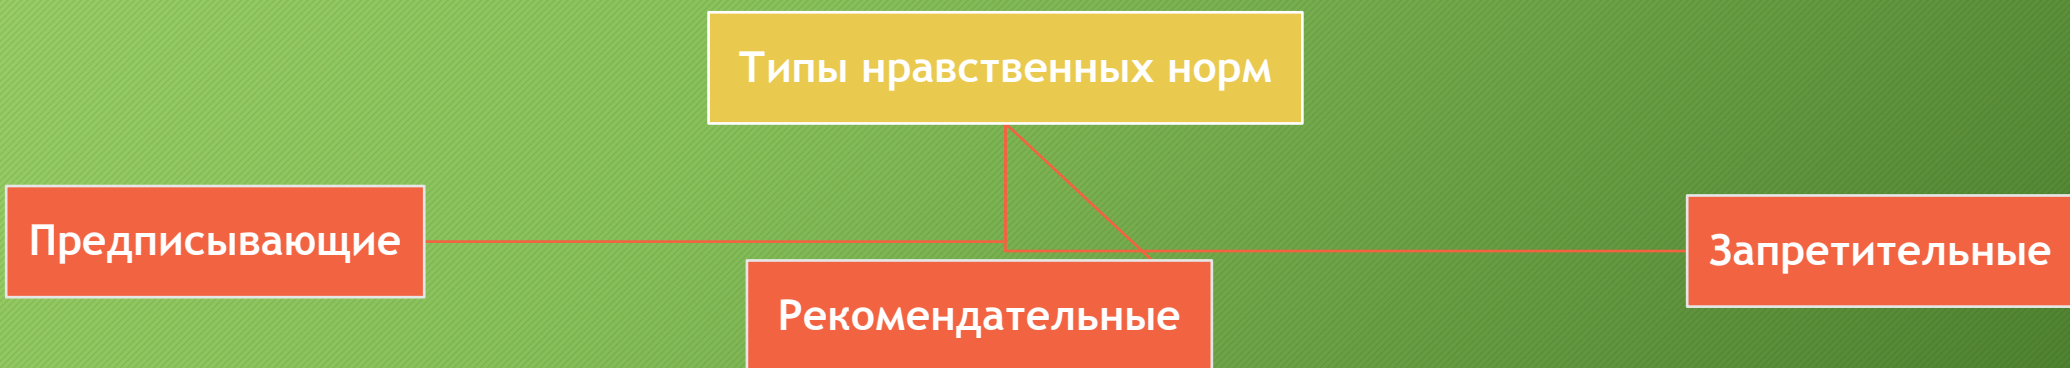 Типы нравственных норм
Предписывающие
Рекомендательные
Запретительные